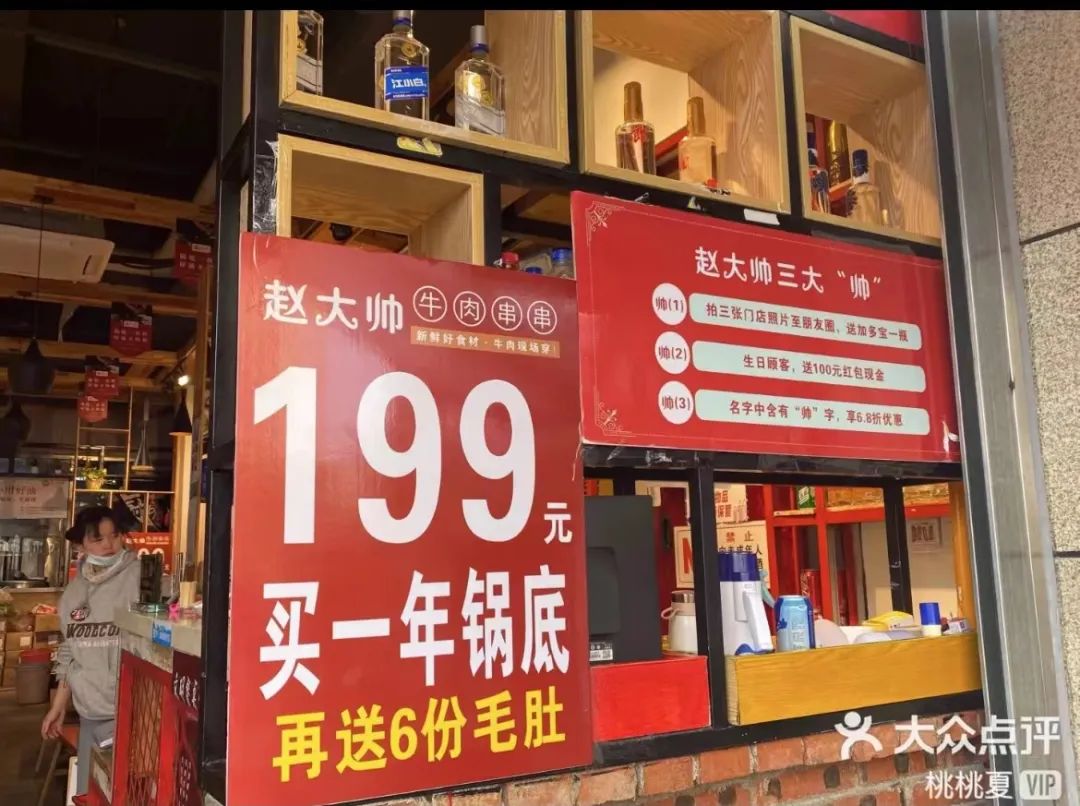 江小白
赵大帅牛肉串串
新鲜好食材·牛肉现场穿!
199元
买一年锅底
再送6份毛肚
赵大帅三大“帅”
帅(1) 拍三张门店照片至朋友圈,送加多宝一瓶
帅(2) 生日顾客,送100元红包现金
帅(3) 名字中含有“帅”字,享6.8折优惠
禁止
大众点评
桃桃夏 VIP